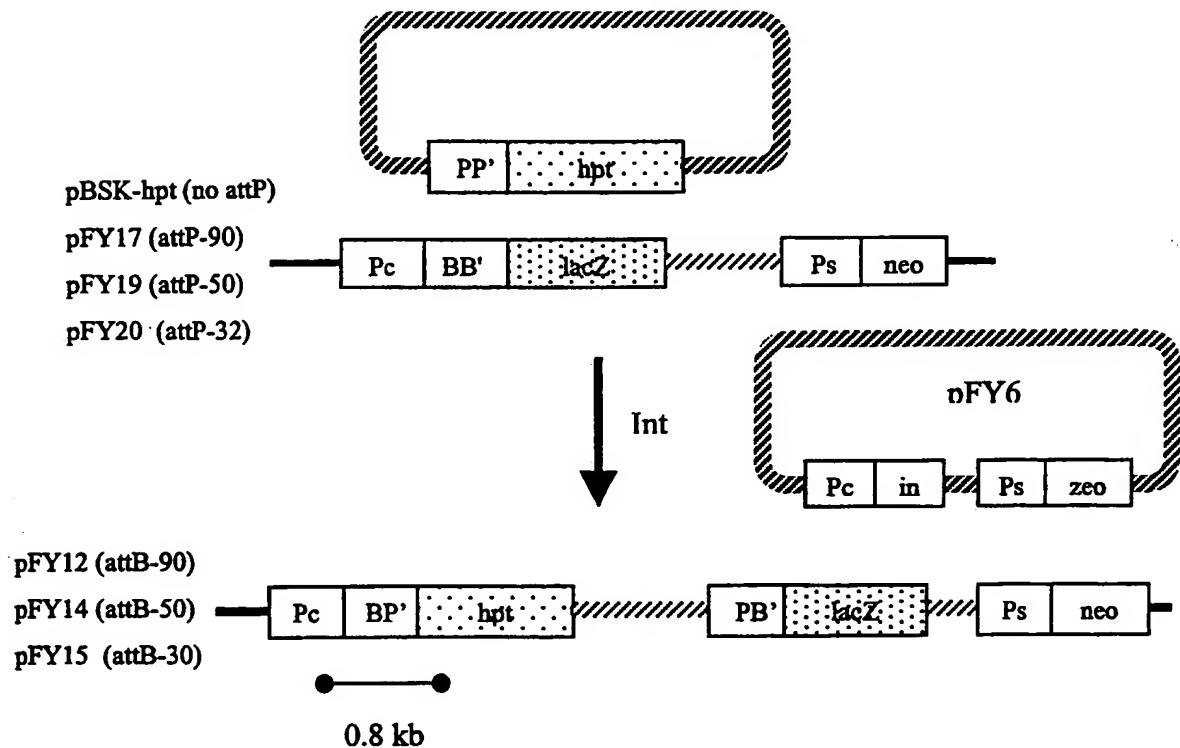 PP' hpt
pBSK-hpt (no attP)
pFY17 (attP-90)
pFY19 (attP-50)
pFY20 (attP-32)
Pc BB' lacZ Ps neo
pFY6
Int
Pc in Ps zeo
pFY12 (attB-90)
pFY14 (attB-50)
pFY15 (attB-30)
Pc BP' hpt PB' lacZ Ps neo
0.8 kb